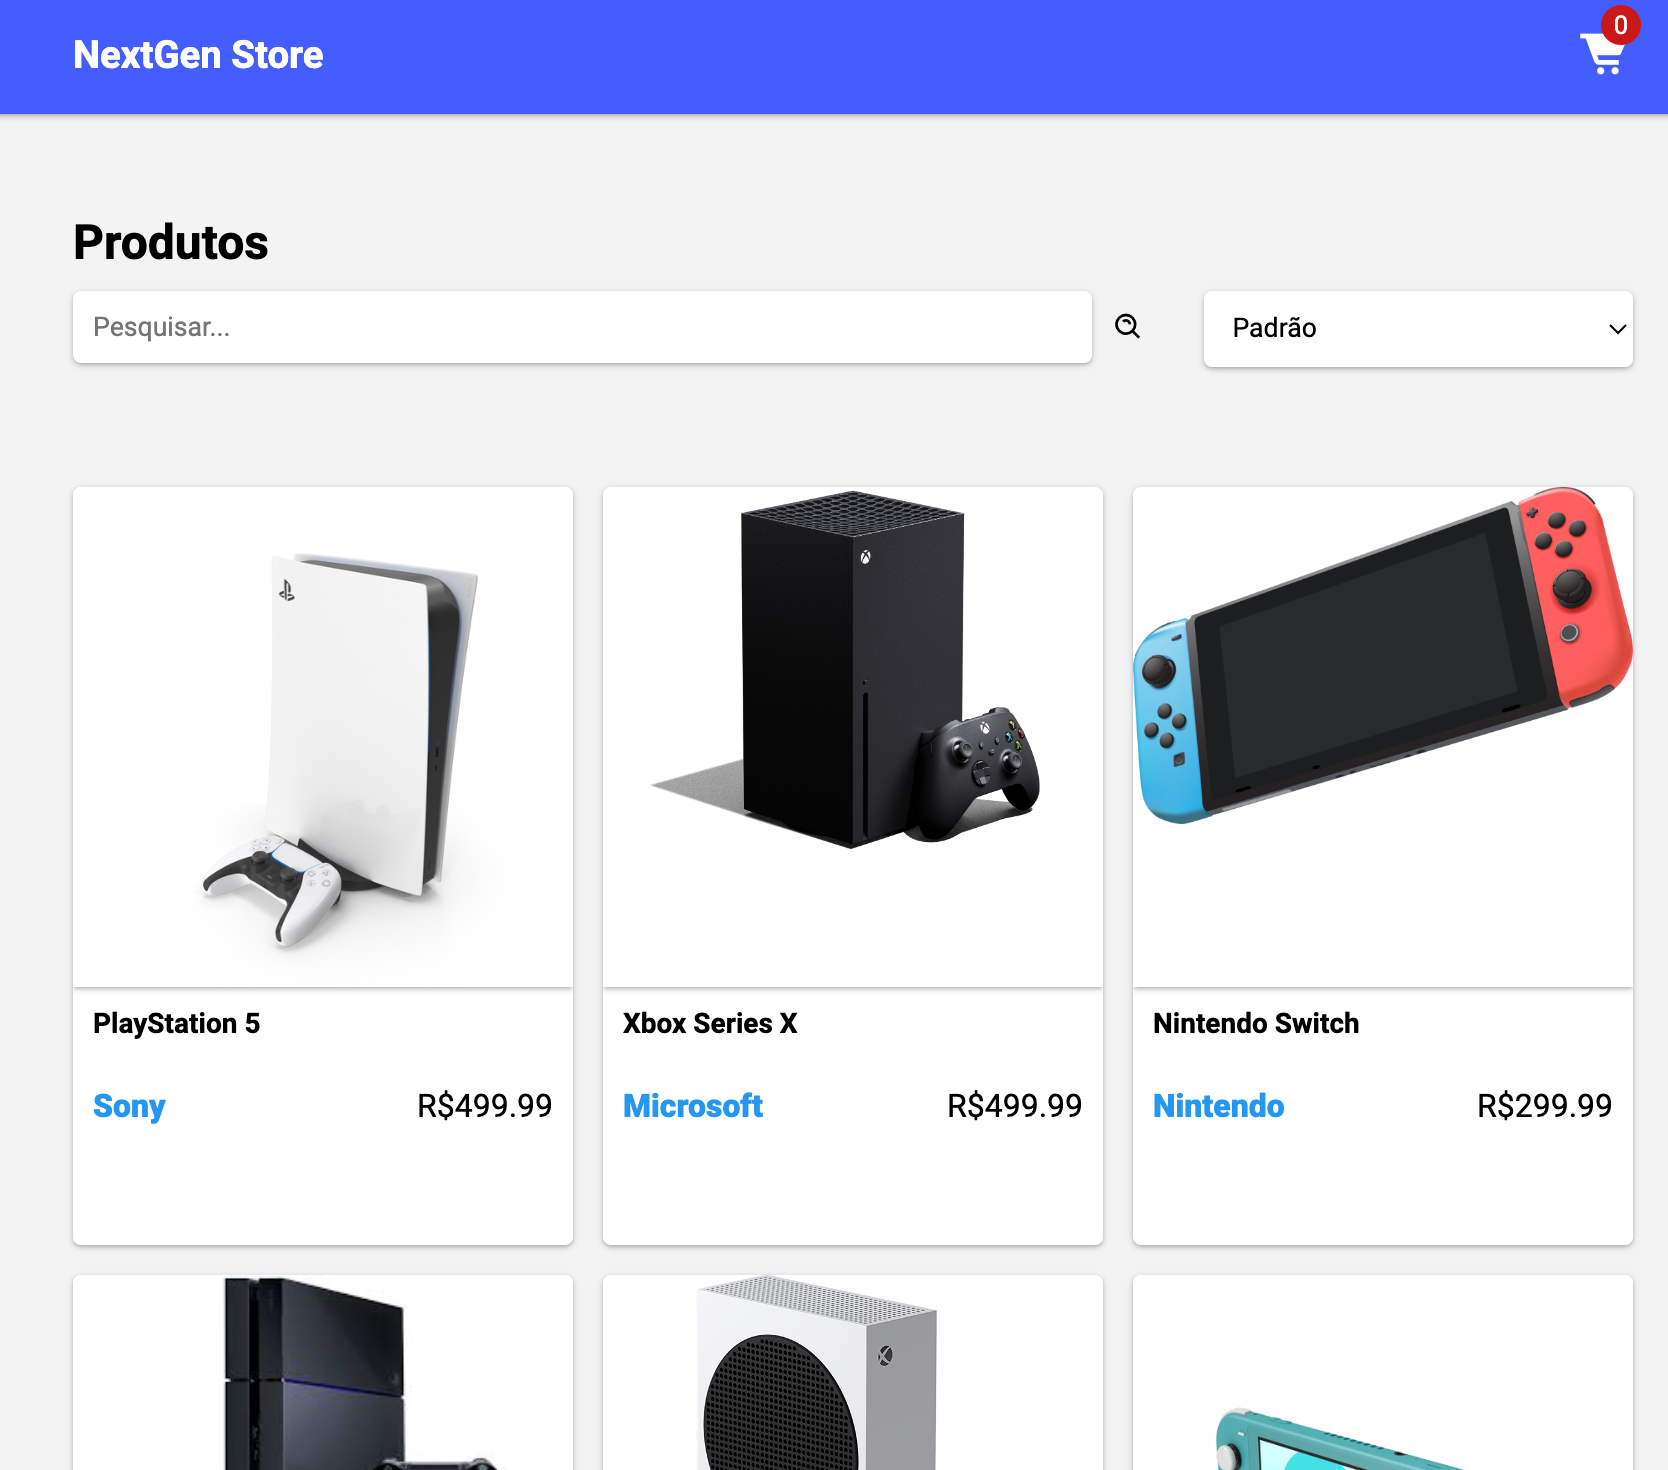 NextGen Store
0
Produtos
Pesquisar...
Padrão
PlayStation 5
Sony
R$499.99
Xbox Series X
Microsoft
R$499.99
Nintendo Switch
Nintendo
R$299.99